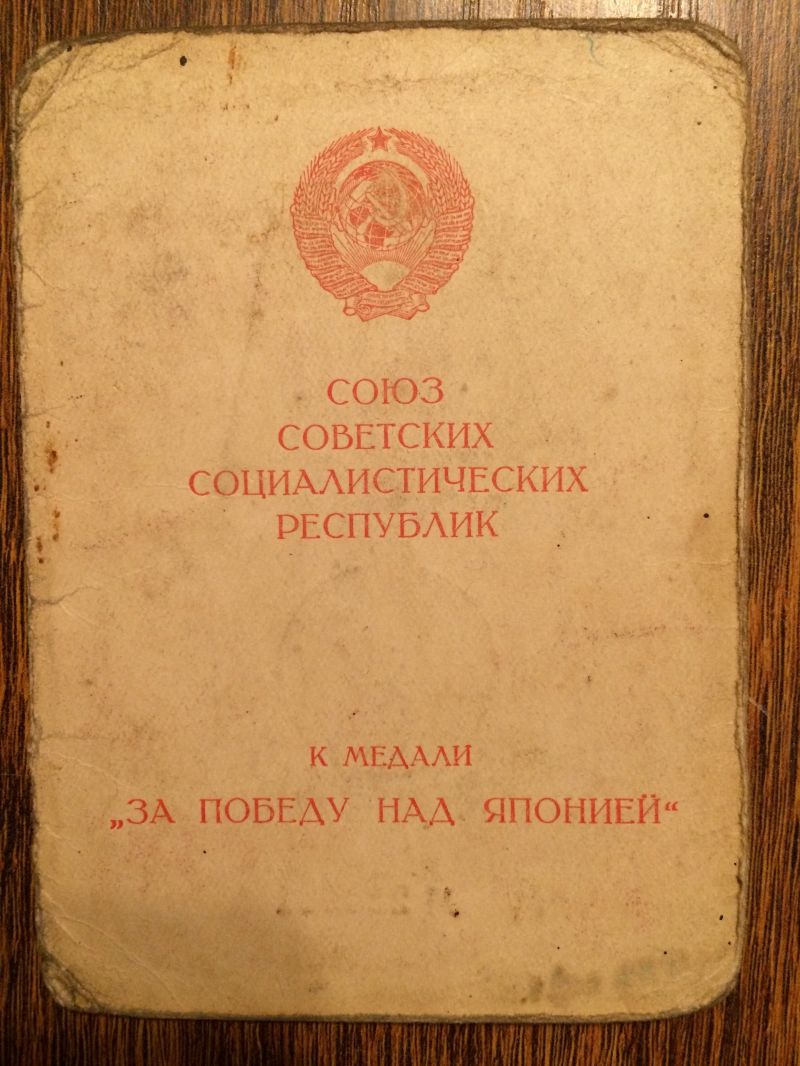 СОЮЗ
СОВЕТСКИХ
СОЦИАЛИСТИЧЕСКИХ
РЕСПУБЛИК
К МЕДАЛИ
„ЗА ПОБЕДУ НАД ЯПОНИЕЙ“